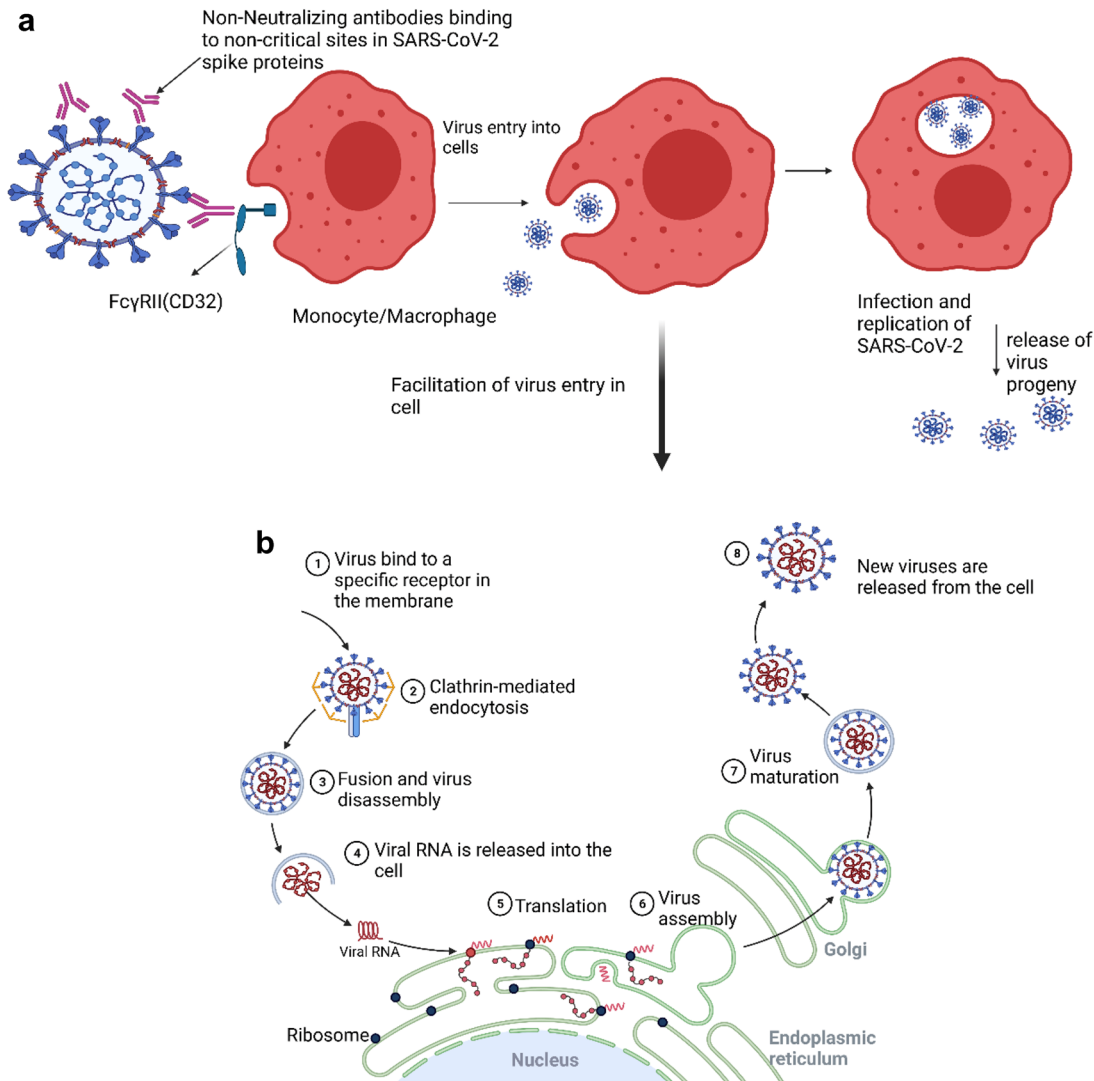 a
Non-Neutralizing antibodies binding
to non-critical sites in SARS-CoV-2
spike proteins
Virus entry into
cells
FcγRII(CD32)
Monocyte/Macrophage
Infection and
replication of
SARS-CoV-2
release of
virus
progeny
Facilitation of virus entry in
cell
b
1 Virus bind to a
specific receptor in
the membrane
2 Clathrin-mediated
endocytosis
3 Fusion and virus
disassembly
4 Viral RNA is released into the
cell
Viral RNA
5 Translation
6 Virus
assembly
7 Virus
maturation
8 New viruses are
released from the cell
Golgi
Ribosome
Nucleus
Endoplasmic
reticulum